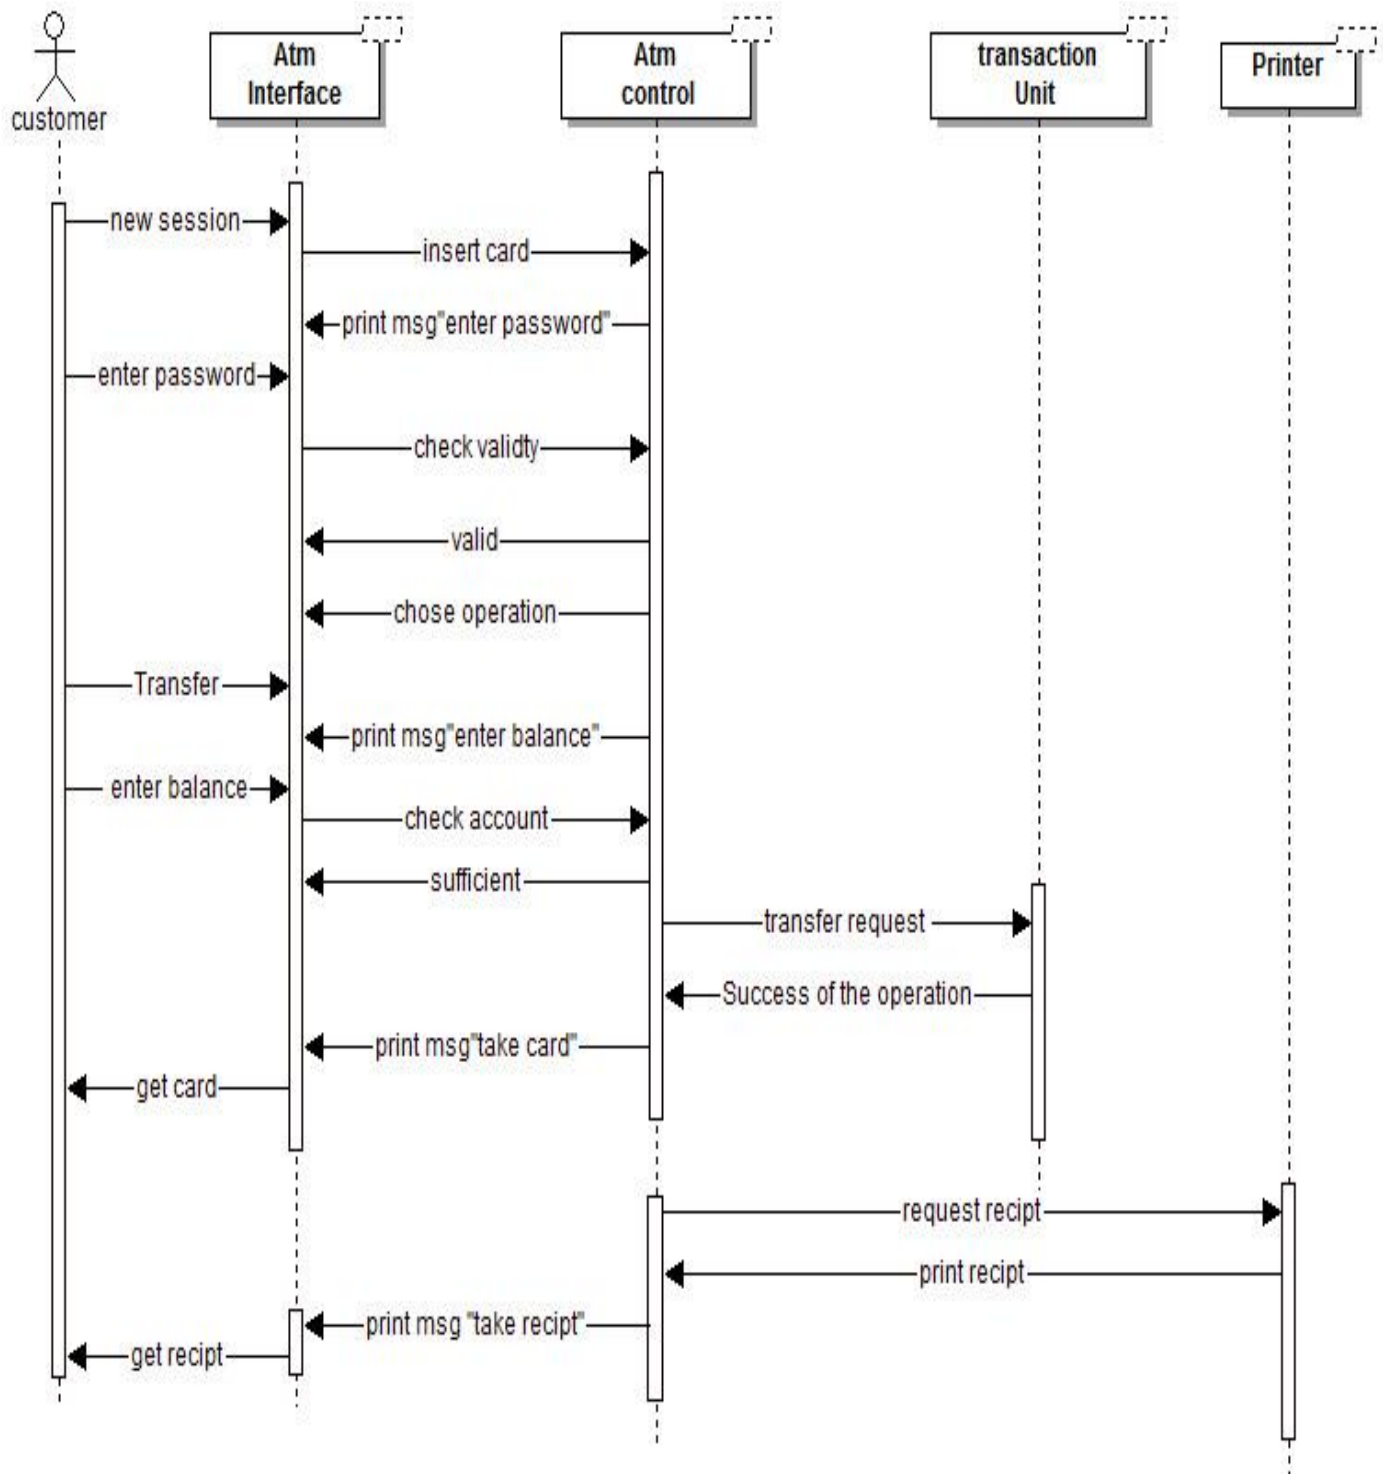 customer
Atm
Interface
Atm
control
transaction
Unit
Printer
new session
insert card
print msg"enter password"
enter password
check validty
valid
chose operation
Transfer
print msg"enter balance"
enter balance
check account
sufficient
transfer request
Success of the operation
print msg"take card"
get card
request recipt
print recipt
print msg "take recipt"
get recipt